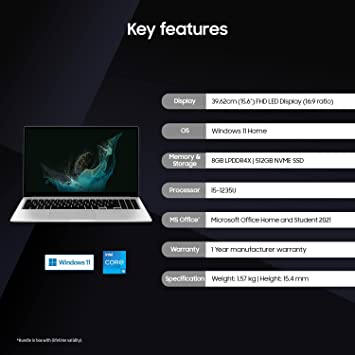 Key features
Display
39.62cm (15.6") FHD LED Display (16:9 ratio)
OS
Windows 11 Home
Memory &
Storage
8GB LPDDR4X | 512GB NVME SSD
Processor
i5-1235U
MS Office*
Microsoft Office Home and Student 2021
Warranty
1 Year manufacturer warranty
Specification
Weight: 1.57 kg | Height: 15.4 mm
Windows 11
intel
CORE
i5
*Bundle in box with (lifetime validity).